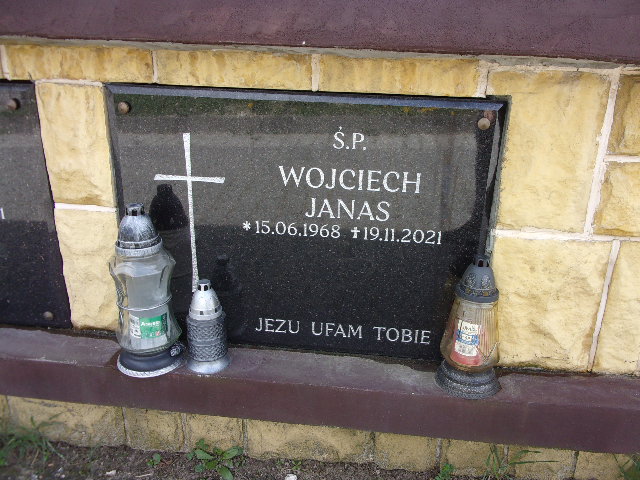 Ś.P.
WOJCIECH
JANAS
*15.06.1968 ✝19.11.2021
JEZU UFAM TOBIE